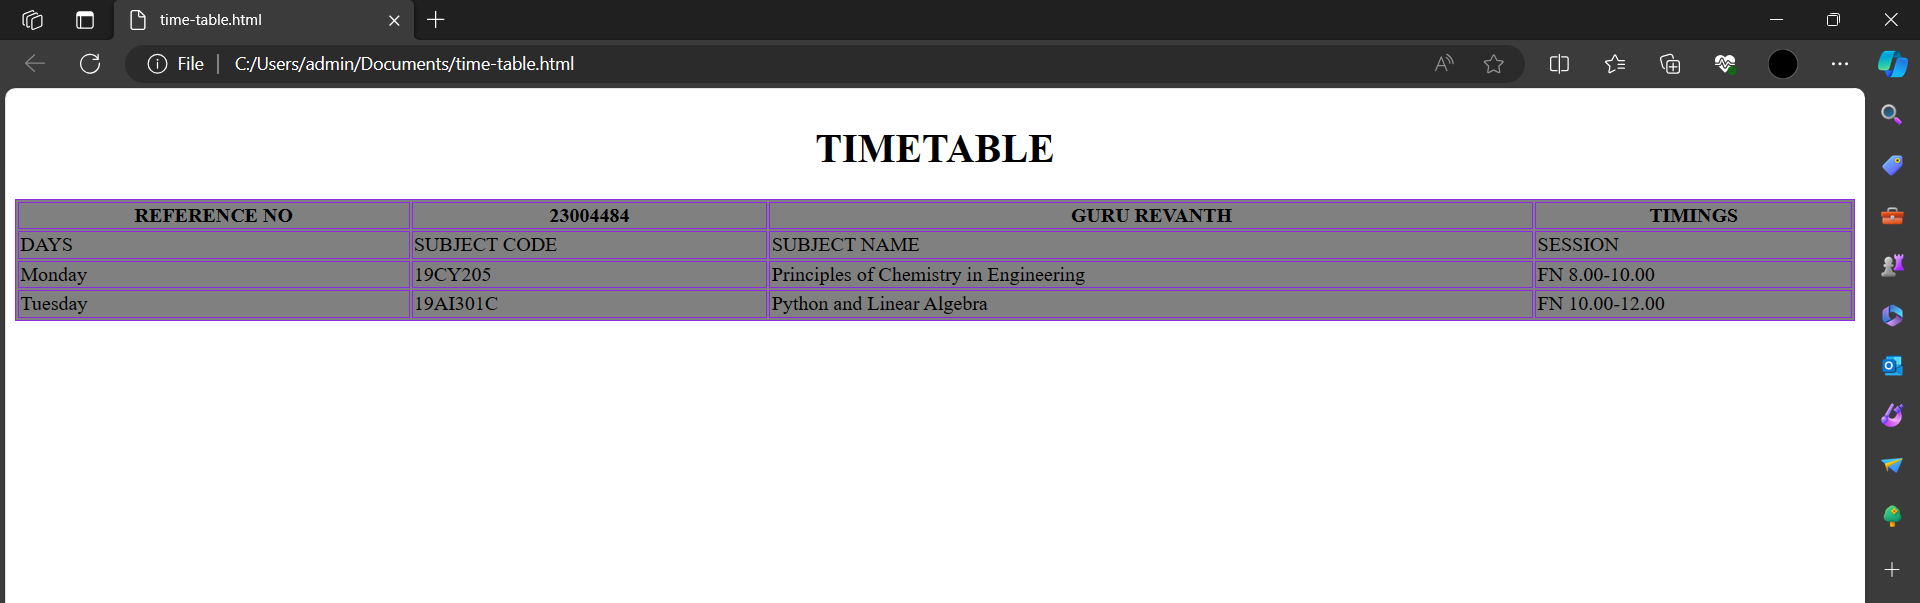 time-table.html
File C:/Users/admin/Documents/time-table.html
TIMETABLE
REFERENCE NO 23004484 GURU REVANTH TIMINGS
DAYS SUBJECT CODE SUBJECT NAME SESSION
Monday 19CY205 Principles of Chemistry in Engineering FN 8.00-10.00
Tuesday 19AI301C Python and Linear Algebra FN 10.00-12.00